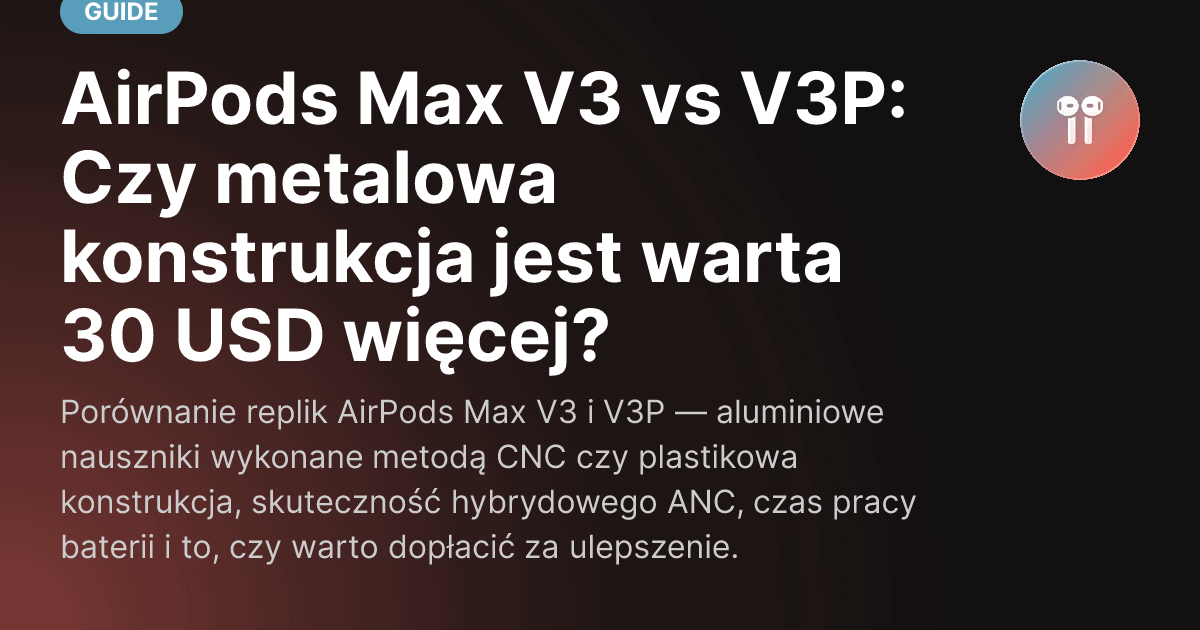 GUIDE
AirPods Max V3 vs V3P:
Czy metalowa
konstrukcja jest warta
30 USD więcej?
Porównanie replik AirPods Max V3 i V3P — aluminiowe
nauszniki wykonane metodą CNC czy plastikowa
konstrukcja, skuteczność hybrydowego ANC, czas pracy
baterii i to, czy warto dopłacić za ulepszenie.